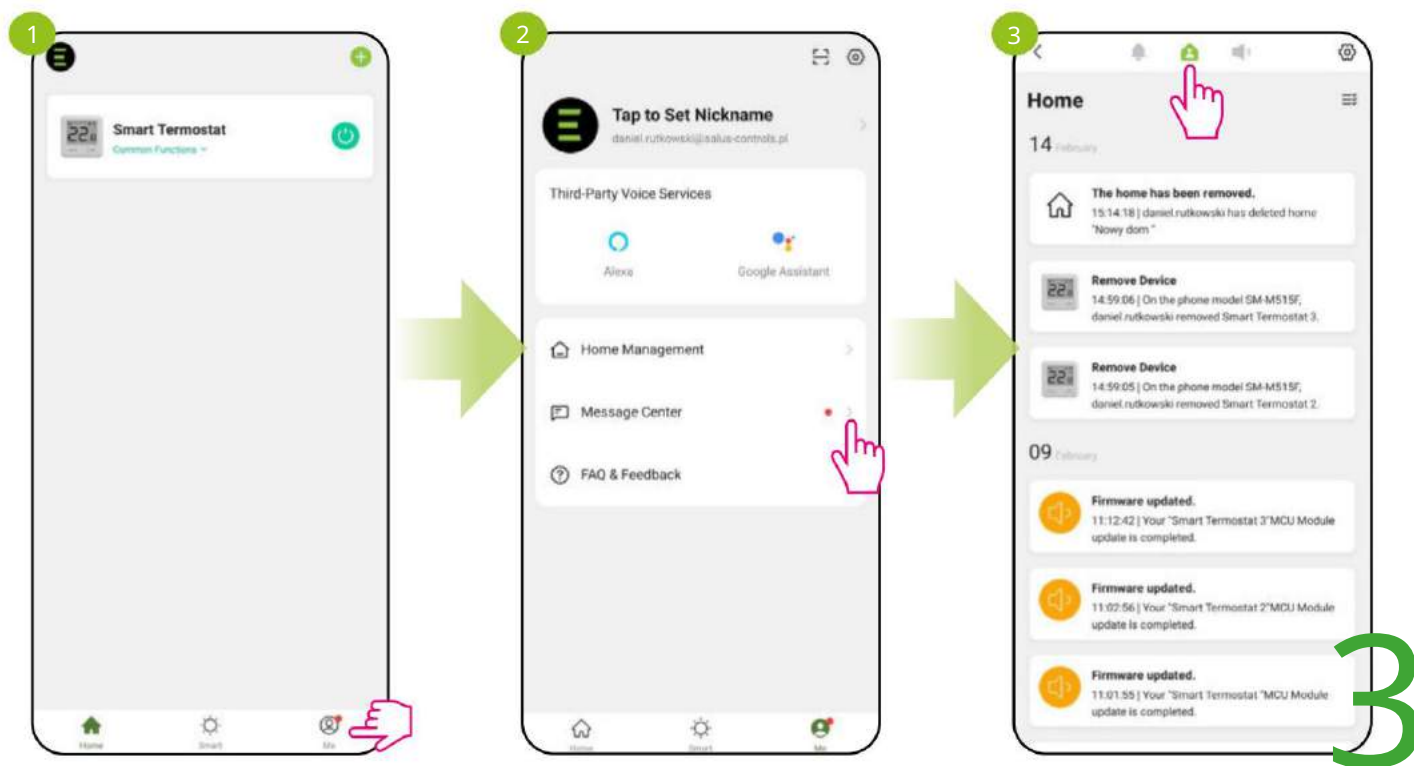 1
Smart Termostat
Common Functions
Home
Smart
Me
2
Tap to Set Nickname
daniel.rutkowski@salus-controls.pl
Third-Party Voice Services
Alexa
Google Assistant
Home Management
Message Center
FAQ & Feedback
Home
Smart
Me
3
Home
14 February
The home has been removed.
15:14:18 | daniel.rutkowski has deleted home
"Nowy dom "
Remove Device
14:59:06 | On the phone model SM-M515F,
daniel.rutkowski removed Smart Termostat 3.
Remove Device
14:59:05 | On the phone model SM-M515F,
daniel.rutkowski removed Smart Termostat 2.
09 February
Firmware updated.
11:12:42 | Your "Smart Termostat 3"MCU Module
update is completed.
Firmware updated.
11:02:56 | Your "Smart Termostat 2"MCU Module
update is completed.
Firmware updated.
11:01:55 | Your "Smart Termostat "MCU Module
update is completed.
3